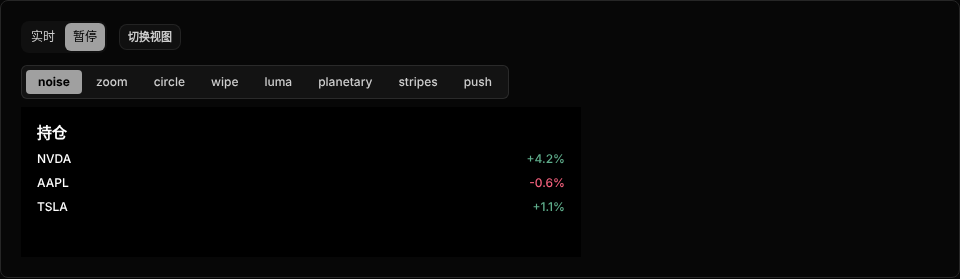 实时 暂停 切换视图
noise zoom circle wipe luma planetary stripes push
持仓
NVDA +4.2%
AAPL -0.6%
TSLA +1.1%